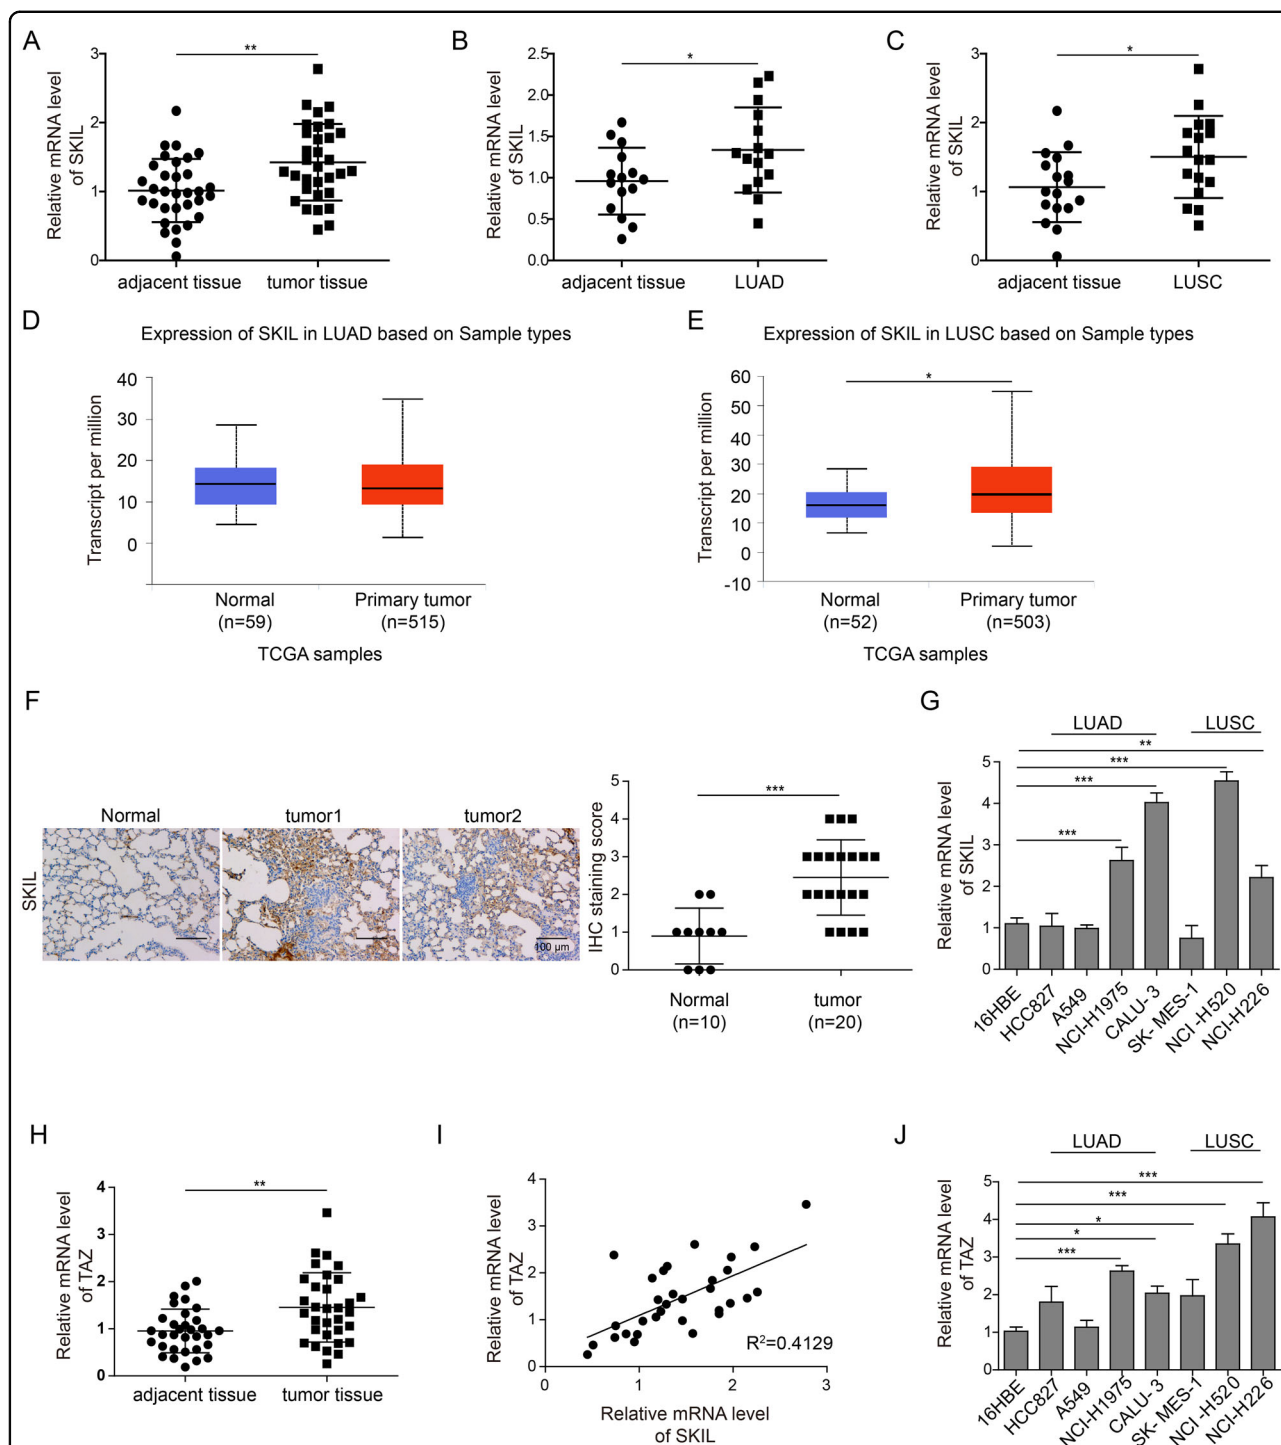 A
Relative mRNA level
of SKIL
3
2
1
0
**
adjacent tissue
tumor tissue
B
Relative mRNA level
of SKIL
2.5
2.0
1.5
1.0
0.5
0.0
*
adjacent tissue
LUAD
C
Relative mRNA level
of SKIL
3
2
1
0
*
adjacent tissue
LUSC
D
Expression of SKIL in LUAD based on Sample types
Transcript per million
40
30
20
10
0
Normal
(n=59)
Primary tumor
(n=515)
TCGA samples
E
Expression of SKIL in LUSC based on Sample types
Transcript per million
60
50
40
30
20
10
0
-10
*
Normal
(n=52)
Primary tumor
(n=503)
TCGA samples
F
Normal
tumor1
tumor2
SKIL
100 μm
IHC staining score
5
4
3
2
1
0
***
Normal
(n=10)
tumor
(n=20)
G
LUAD
LUSC
**
***
***
***
Relative mRNA level
of SKIL
5
4
3
2
1
0
16HBE
HCC827
A549
NCI-H1975
CALU- 3
SK- MES-1
NCI -H520
NCI-H226
H
Relative mRNA level
of TAZ
4
3
2
1
0
**
adjacent tissue
tumor tissue
I
Relative mRNA level
of TAZ
4
3
2
1
0
R²=0.4129
0
1
2
3
Relative mRNA level
of SKIL
J
LUAD
LUSC
***
***
*
*
***
Relative mRNA level
of TAZ
5
4
3
2
1
0
16HBE
HCC827
A549
NCI-H1975
CALU- 3
SK- MES-1
NCI -H520
NCI-H226